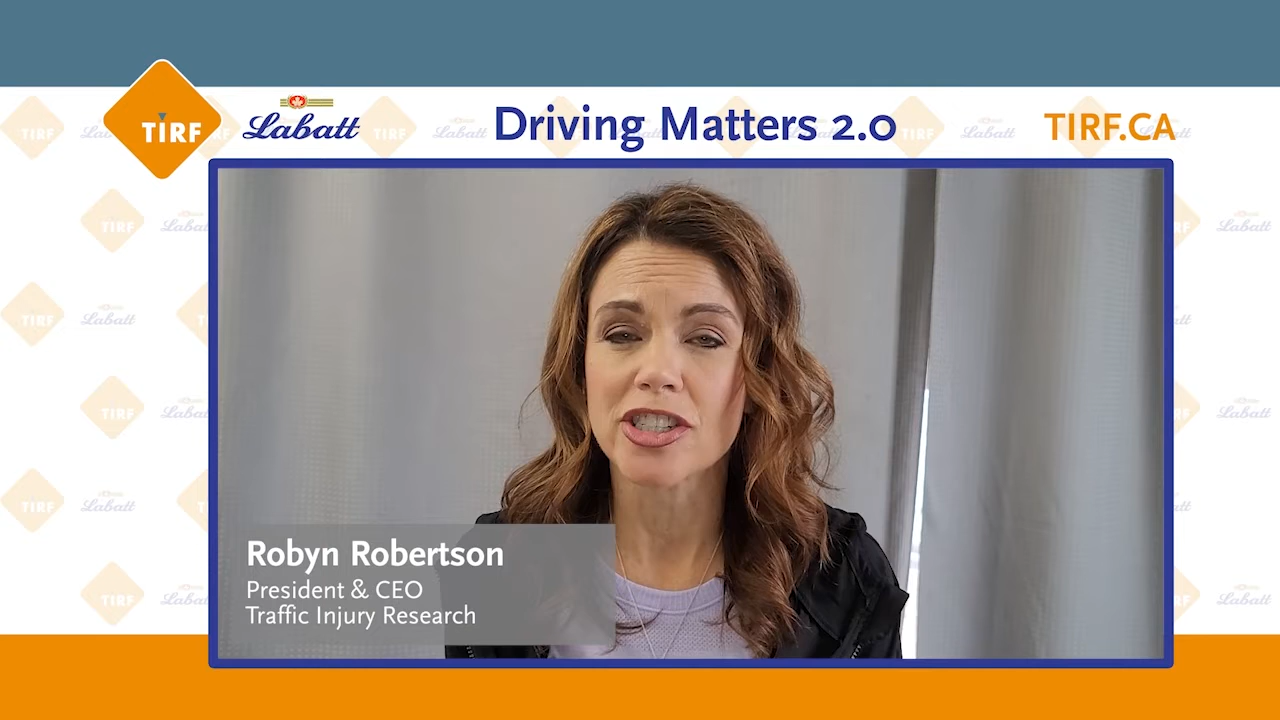 TIRF
Labatt
Driving Matters 2.0
TIRF.CA
Robyn Robertson
President & CEO
Traffic Injury Research